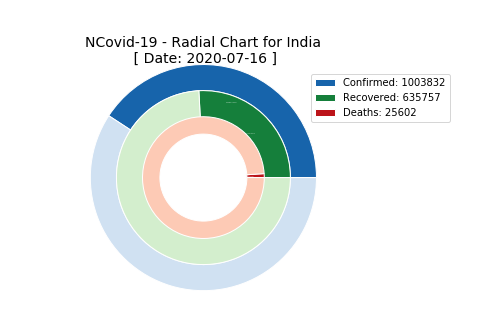 NCovid-19 - Radial Chart for India
[ Date: 2020-07-16 ]
Confirmed: 1003832
Recovered: 635757
Deaths: 25602